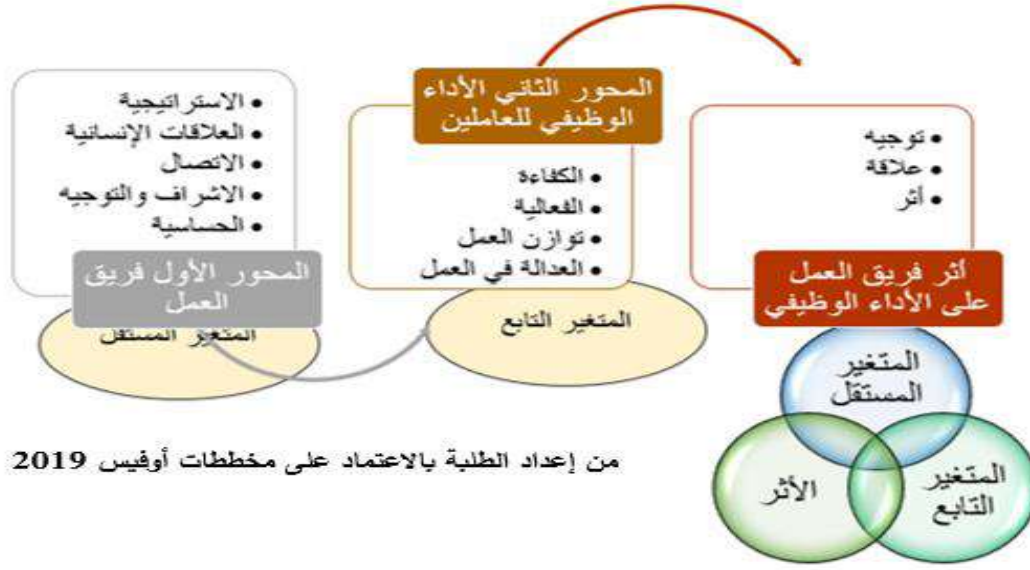 الاستراتيجية
العلاقات الإنسانية
الاتصال
الاشراف والتوجيه
الحساسية
المحور الأول فريق
العمل
المتغير المستقل
المحور الثاني الأداء
الوظيفي للعاملين
الكفاءة
الفعالية
توازن العمل
العدالة في العمل
المتغير التابع
توجيه
علاقة
أثر
أثر فريق العمل
على الأداء الوظيفي
المتغير
المستقل
المتغير
التابع
الأثر
من إعداد الطلبة بالاعتماد على مخططات أوفيس 2019